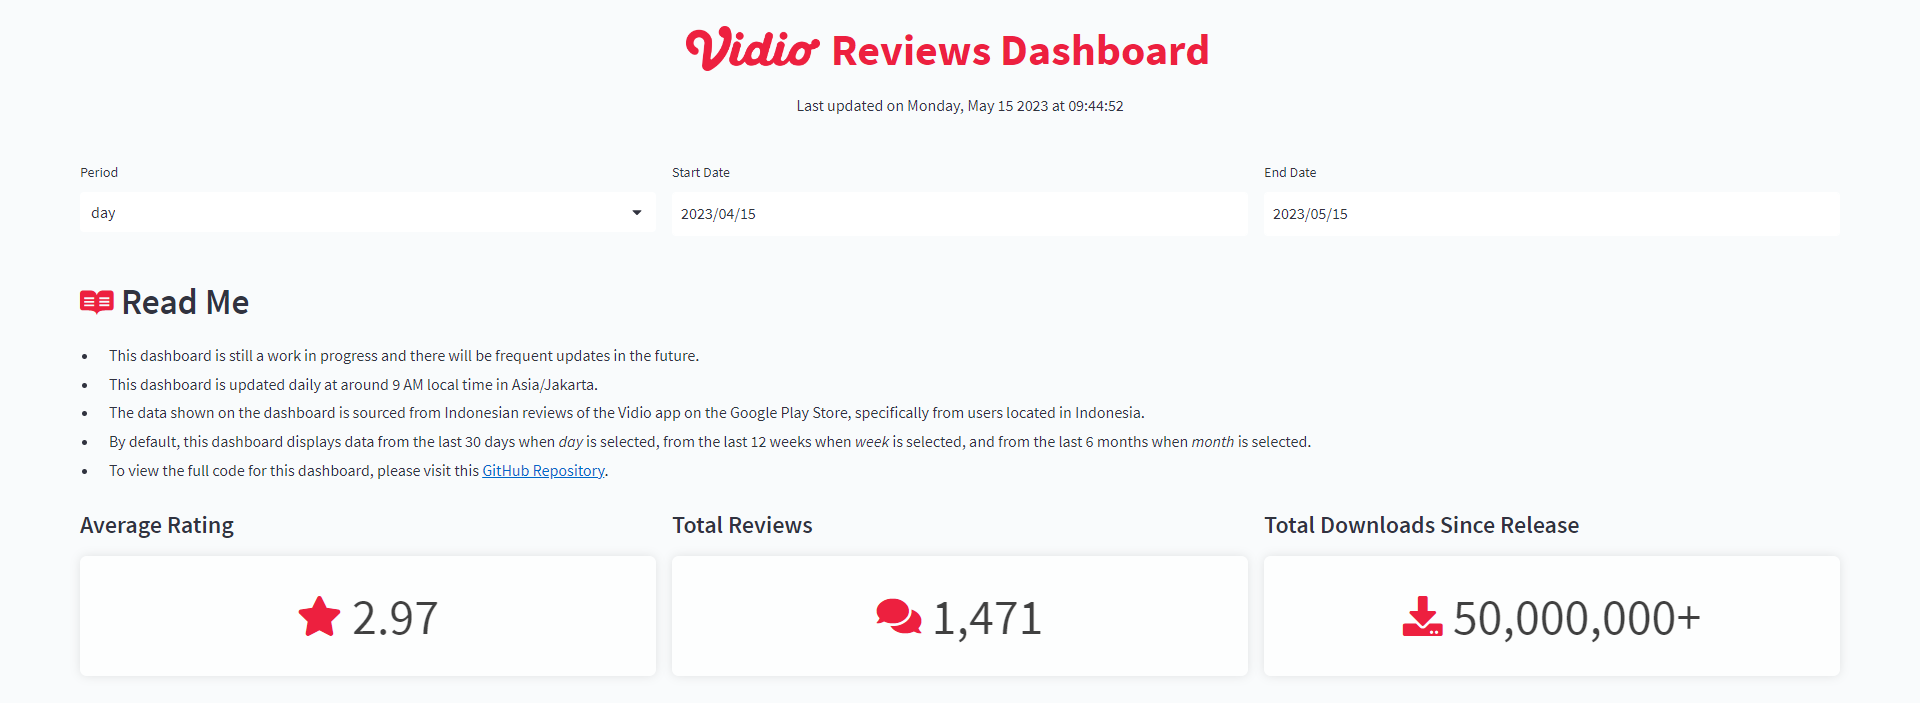 Vidio Reviews Dashboard
Last updated on Monday, May 15 2023 at 09:44:52
Period
Start Date
End Date
day
2023/04/15
2023/05/15
Read Me
• This dashboard is still a work in progress and there will be frequent updates in the future.
• This dashboard is updated daily at around 9 AM local time in Asia/Jakarta.
• The data shown on the dashboard is sourced from Indonesian reviews of the Vidio app on the Google Play Store, specifically from users located in Indonesia.
• By default, this dashboard displays data from the last 30 days when day is selected, from the last 12 weeks when week is selected, and from the last 6 months when month is selected.
• To view the full code for this dashboard, please visit this GitHub Repository.
Average Rating
Total Reviews
Total Downloads Since Release
2.97
1,471
50,000,000+